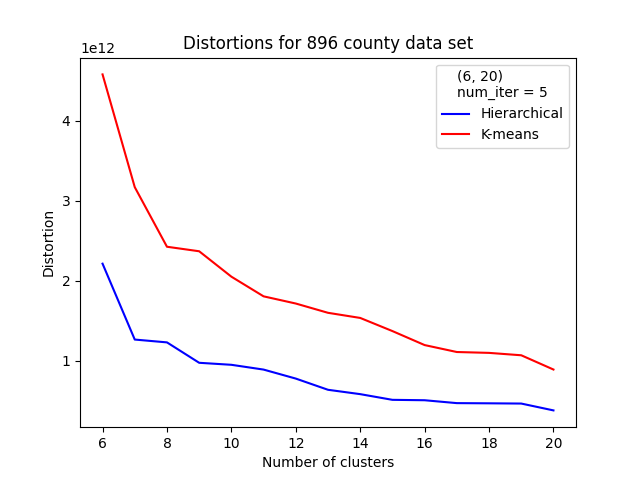 Distortions for 896 county data set
1e12
(6, 20)
num_iter = 5
Hierarchical
K-means
4
3
2
1
Distortion
6 8 10 12 14 16 18 20
Number of clusters